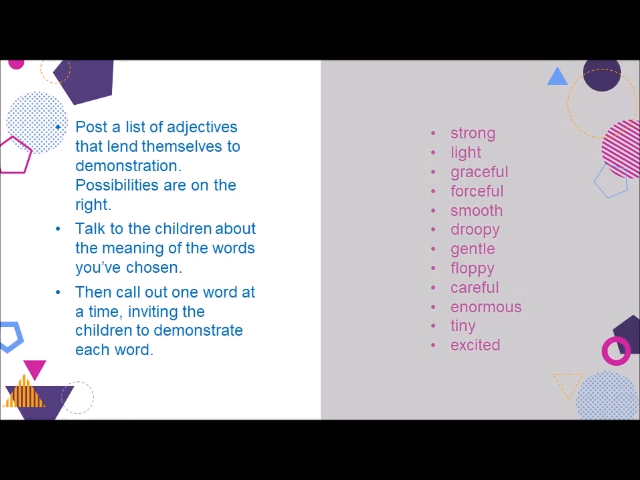 • Post a list of adjectives
that lend themselves to
demonstration.
Possibilities are on the
right.
• Talk to the children about
the meaning of the words
you've chosen.
• Then call out one word at
a time, inviting the
children to demonstrate
each word.
• strong
• light
• graceful
• forceful
• smooth
• droopy
• gentle
• floppy
• careful
• enormous
• tiny
• excited